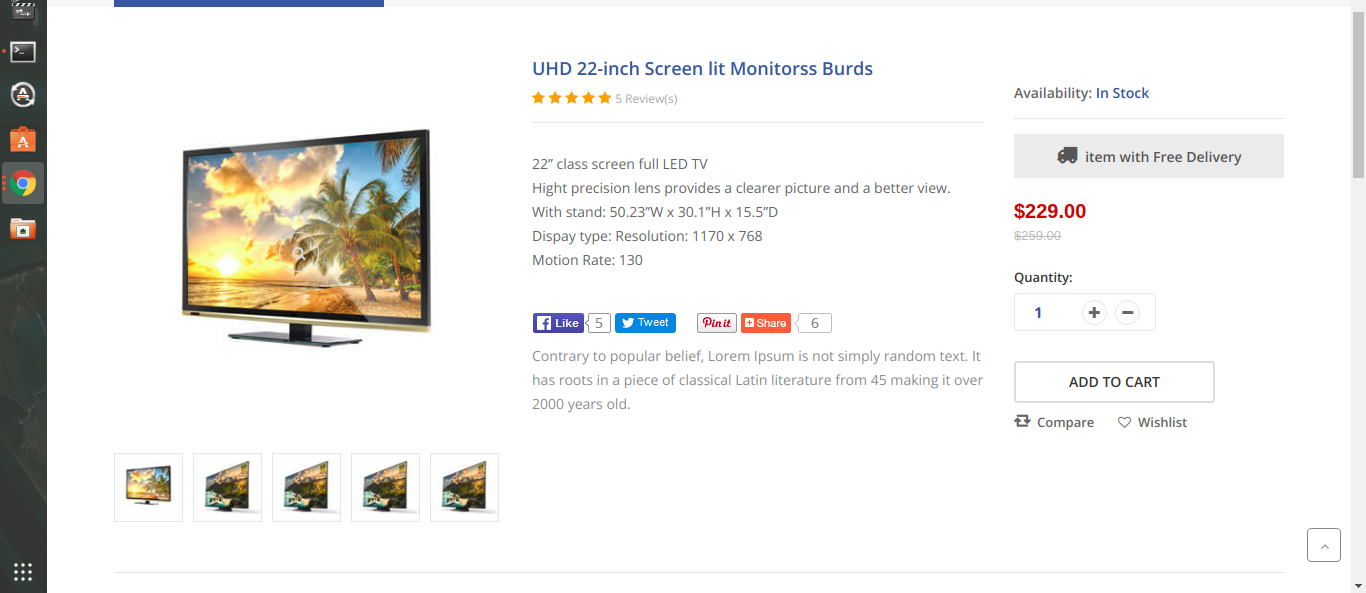 UHD 22-inch Screen lit Monitorss Burds
5 Review(s)
22” class screen full LED TV
Hight precision lens provides a clearer picture and a better view.
With stand: 50.23”W x 30.1”H x 15.5”D
Dispay type: Resolution: 1170 x 768
Motion Rate: 130
Like 5 Tweet Pin it Share 6
Contrary to popular belief, Lorem Ipsum is not simply random text. It
has roots in a piece of classical Latin literature from 45 making it over
2000 years old.
Availability: In Stock
item with Free Delivery
$229.00
$259.00
Quantity:
1
ADD TO CART
Compare Wishlist